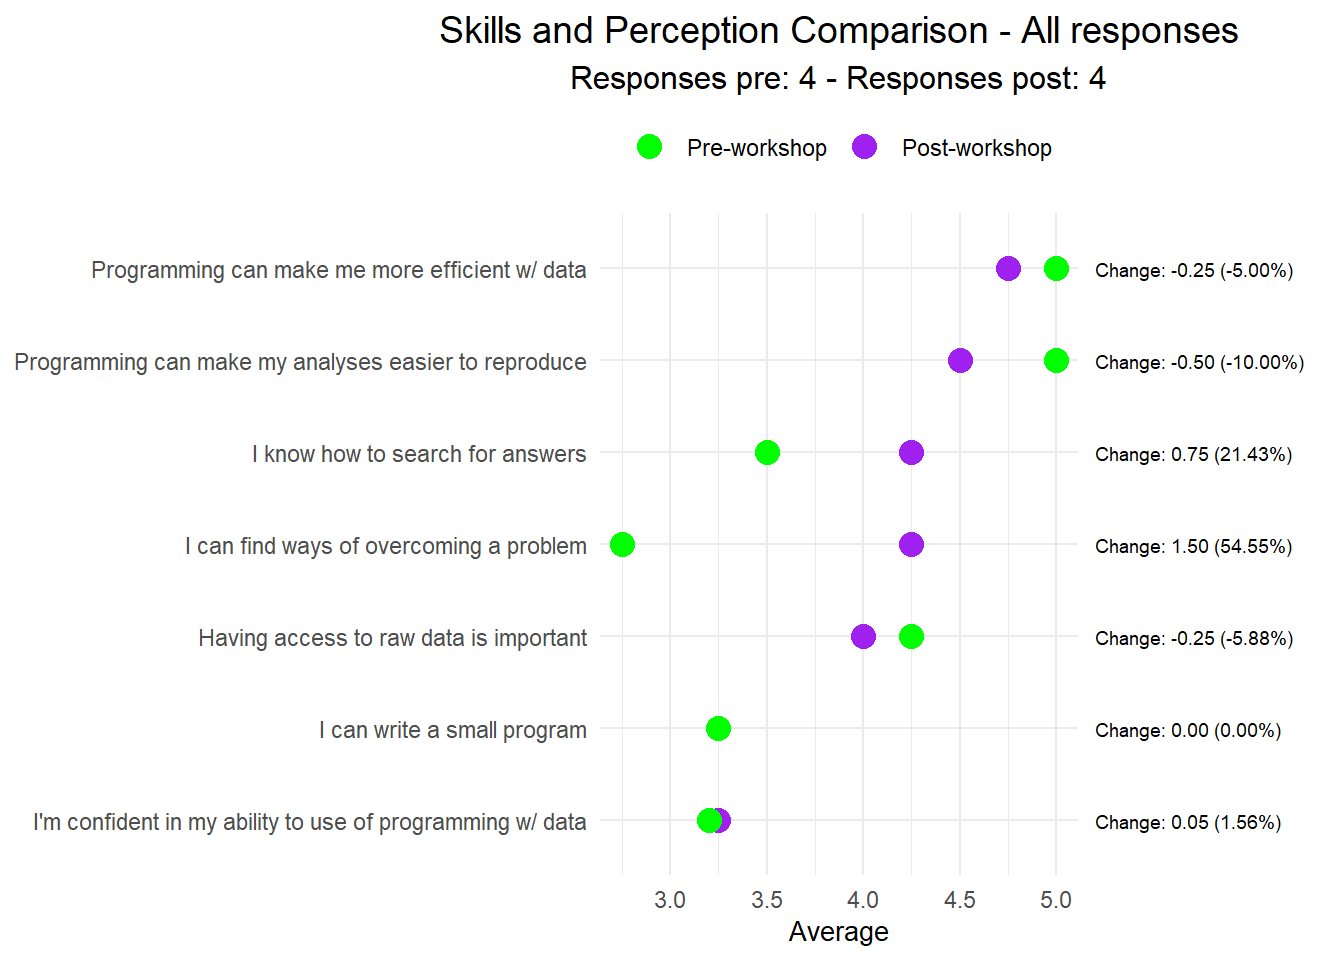 Skills and Perception Comparison - All responses
Responses pre: 4 - Responses post: 4
Pre-workshop Post-workshop
Programming can make me more efficient w/ data Change: -0.25 (-5.00%)
Programming can make my analyses easier to reproduce Change: -0.50 (-10.00%)
I know how to search for answers Change: 0.75 (21.43%)
I can find ways of overcoming a problem Change: 1.50 (54.55%)
Having access to raw data is important Change: -0.25 (-5.88%)
I can write a small program Change: 0.00 (0.00%)
I'm confident in my ability to use of programming w/ data Change: 0.05 (1.56%)
3.0 3.5 4.0 4.5 5.0
Average